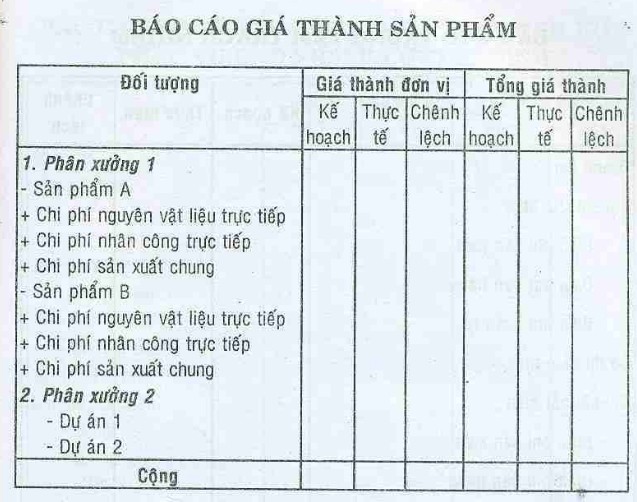 BÁO CÁO GIÁ THÀNH SẢN PHẨM
Đối tượng Giá thành đơn vị Tổng giá thành
Kế hoạch Thực tế Chênh lệch Kế hoạch Thực tế Chênh lệch
1. Phân xưởng 1
- Sản phẩm A
+ Chi phí nguyên vật liệu trực tiếp
+ Chi phí nhân công trực tiếp
+ Chi phí sản xuất chung
- Sản phẩm B
+ Chi phí nguyên vật liệu trực tiếp
+ Chi phí nhân công trực tiếp
+ Chi phí sản xuất chung
2. Phân xưởng 2
- Dự án 1
- Dự án 2
Cộng